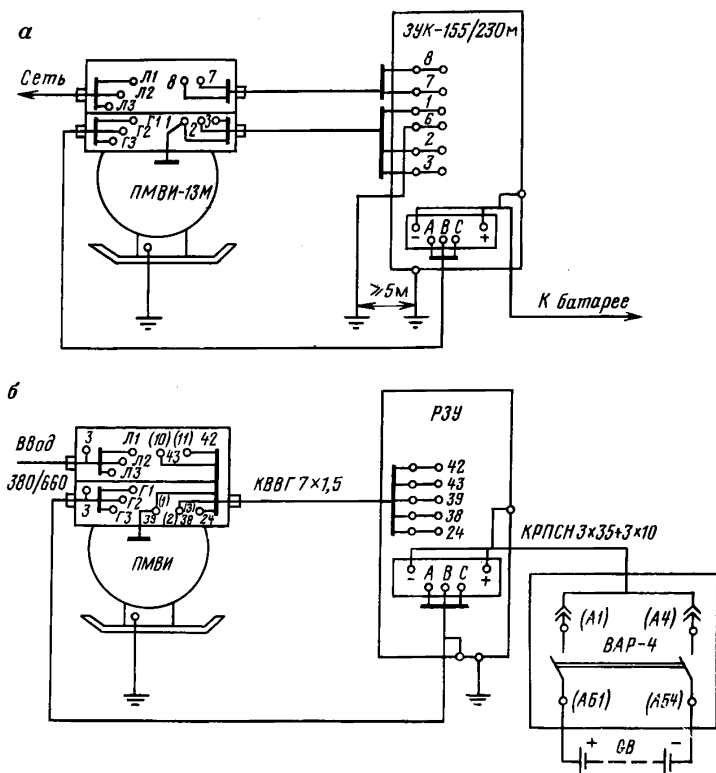 а
Сеть
Л1
Л2
Л3
8 7
Г1 1 2 3
Г2
Г3
ПМВИ-13М
ЗУК-155/230м
8
7
1
6
2
3
- А В С +
≥5м
К батарее
б
Ввод
380/660
3 Л1 (10) (11) 42
Л2 43
Л3
3 Г1 (1) (3)
Г2
Г3 39 (2) 38 24
ПМВИ
КВВГ 7×1,5
РЗУ
42
43
39
38
24
- А В С +
КРПСН 3×35+3×10
(А1) (А4)
ВАР-4
(АБ1) (АБ4)
+ GB -